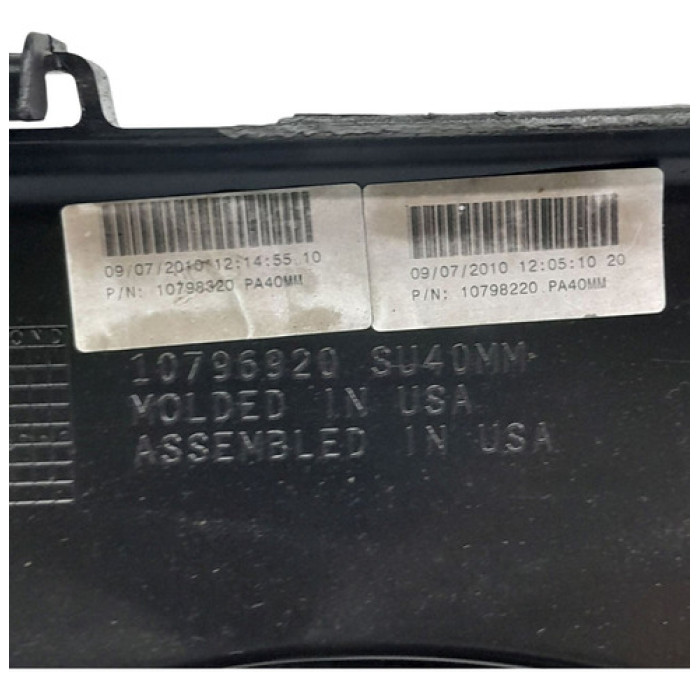 09/07/2010 12:14:55 10
P/N: 10798320 PA40MM
09/07/2010 12:05:10 20
P/N: 10798220 PA40MM
O N D
10796920 SU40MM
MOLDED IN USA
ASSEMBLED IN USA